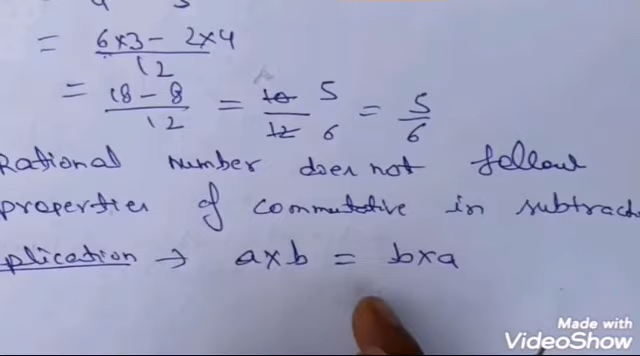 = 6×3 - 2×4 / 12
= 18 - 8 / 12 = 10 5 / 12 6 = 5/6
Rational number does not follow
properties of commutative in subtract
plication → a×b = b×a
Made with
VideoShow